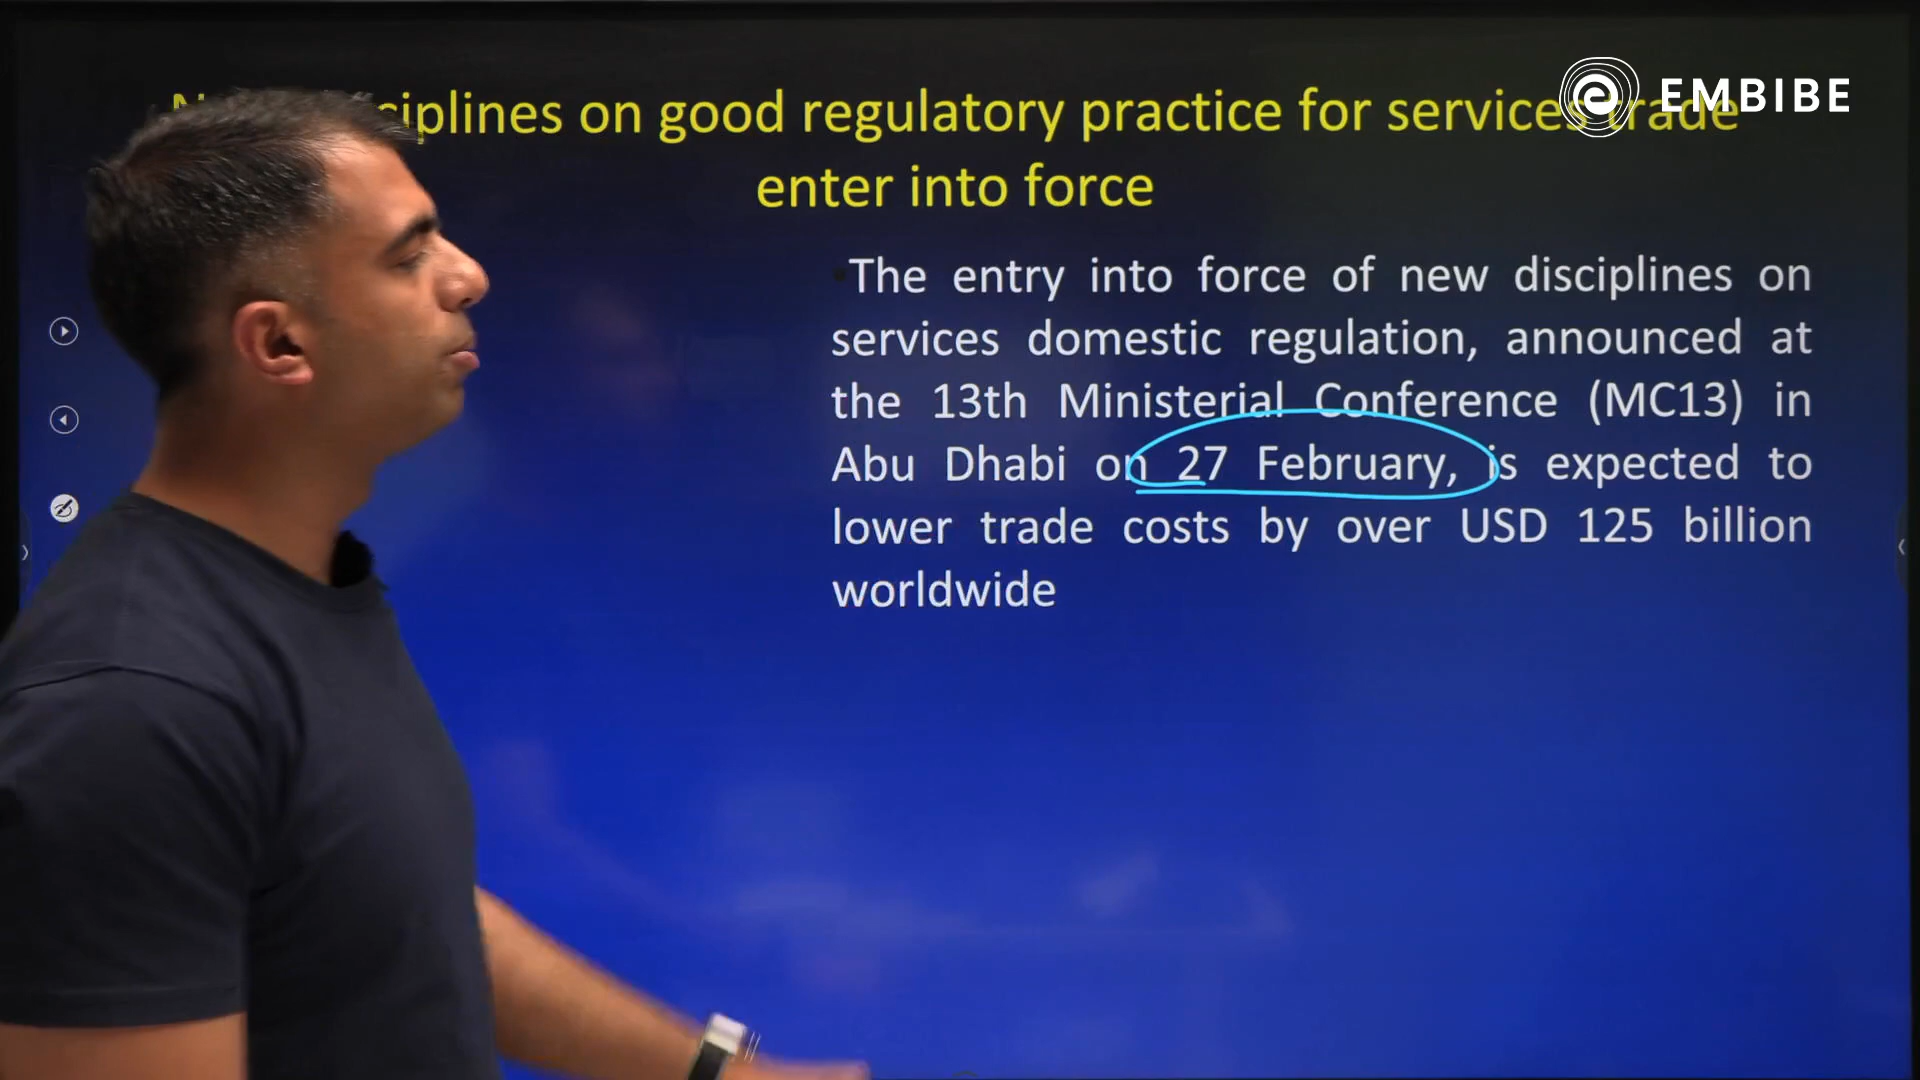 EMBIBE
on good regulatory practice for services trade
enter into force
The entry into force of new disciplines on
services domestic regulation, announced at
the 13th Ministerial Conference (MC13) in
Abu Dhabi on 27 February, is expected to
lower trade costs by over USD 125 billion
worldwide